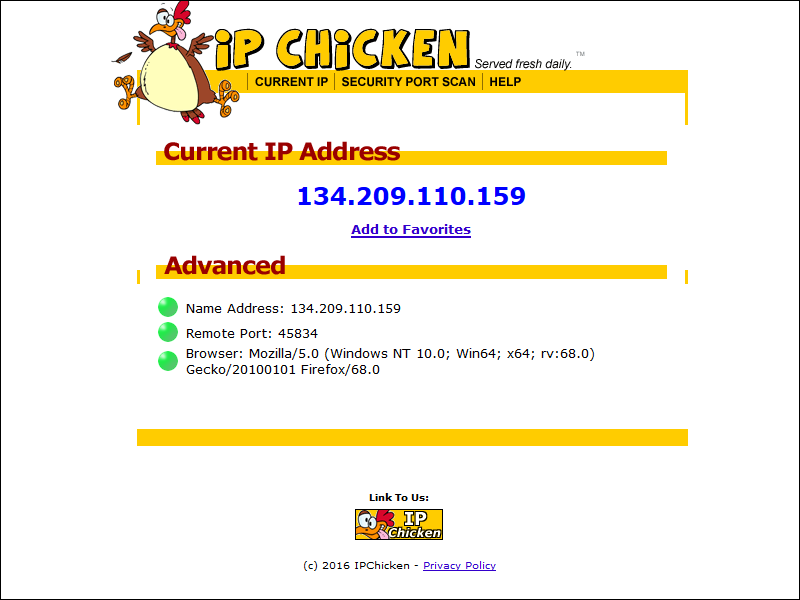 iP CHiCKEN
Served fresh daily. ™
CURRENT IP | SECURITY PORT SCAN | HELP
Current IP Address
134.209.110.159
Add to Favorites
Advanced
Name Address: 134.209.110.159
Remote Port: 45834
Browser: Mozilla/5.0 (Windows NT 10.0; Win64; x64; rv:68.0)
Gecko/20100101 Firefox/68.0
Link To Us:
IP
Chicken
(c) 2016 IPChicken - Privacy Policy